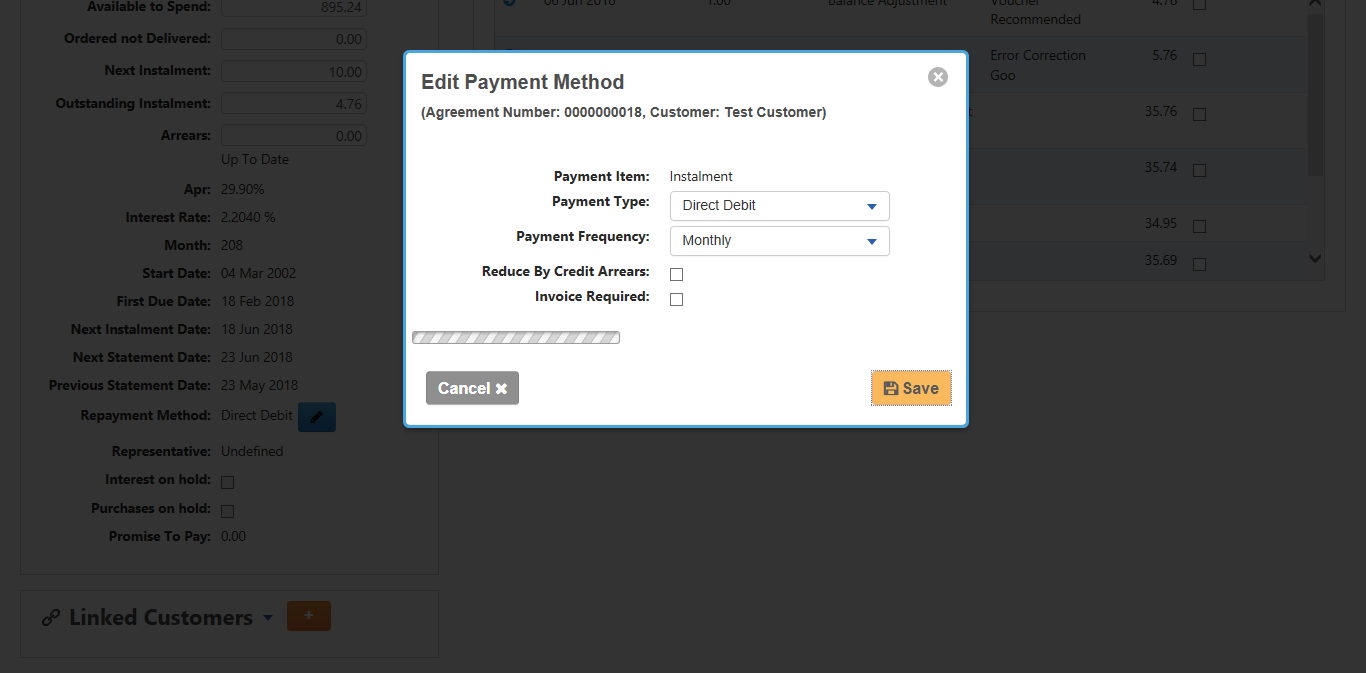 Available to Spend: 895.24
Ordered not Delivered: 0.00
Next Instalment: 10.00
Outstanding Instalment: 4.76
Arrears: 0.00
Up To Date
Apr: 29.90%
Interest Rate: 2.2040 %
Month: 208
Start Date: 04 Mar 2002
First Due Date: 18 Feb 2018
Next Instalment Date: 18 Jun 2018
Next Statement Date: 23 Jun 2018
Previous Statement Date: 23 May 2018
Repayment Method: Direct Debit
Representative: Undefined
Interest on hold:
Purchases on hold:
Promise To Pay: 0.00
Linked Customers +
06 Jun 2018 1.00 Balance Adjustment Voucher 4.76
Recommended
Error Correction 5.76
Goo
35.76
35.74
34.95
35.69
Edit Payment Method
(Agreement Number: 0000000018, Customer: Test Customer)
Payment Item: Instalment
Payment Type: Direct Debit
Payment Frequency: Monthly
Reduce By Credit Arrears:
Invoice Required:
Cancel
Save